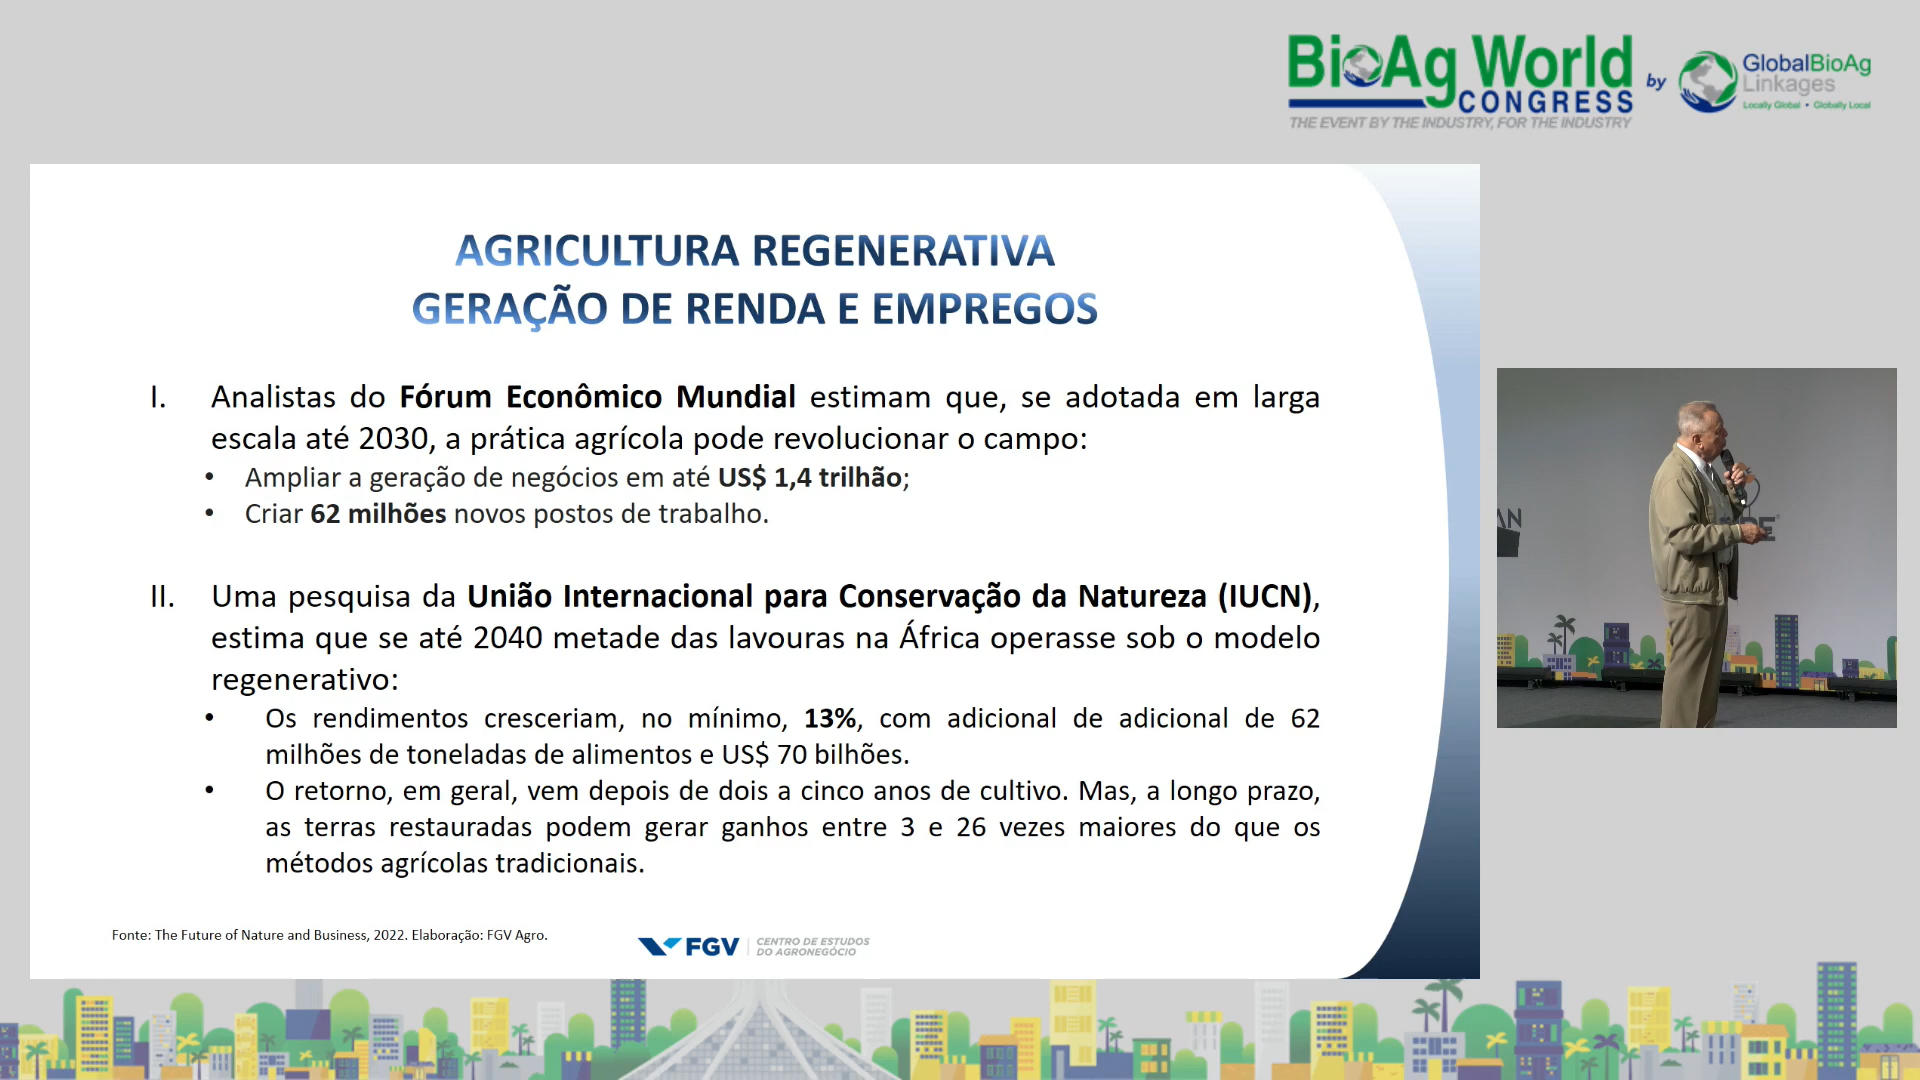 BioAg World
CONGRESS
THE EVENT BY THE INDUSTRY, FOR THE INDUSTRY
by
GlobalBioAg
Linkages
Locally Global • Globally Local
AGRICULTURA REGENERATIVA
GERAÇÃO DE RENDA E EMPREGOS
I. Analistas do Fórum Econômico Mundial estimam que, se adotada em larga
escala até 2030, a prática agrícola pode revolucionar o campo:
• Ampliar a geração de negócios em até US$ 1,4 trilhão;
• Criar 62 milhões novos postos de trabalho.
II. Uma pesquisa da União Internacional para Conservação da Natureza (IUCN),
estima que se até 2040 metade das lavouras na África operasse sob o modelo
regenerativo:
• Os rendimentos cresceriam, no mínimo, 13%, com adicional de adicional de 62
milhões de toneladas de alimentos e US$ 70 bilhões.
• O retorno, em geral, vem depois de dois a cinco anos de cultivo. Mas, a longo prazo,
as terras restauradas podem gerar ganhos entre 3 e 26 vezes maiores do que os
métodos agrícolas tradicionais.
Fonte: The Future of Nature and Business, 2022. Elaboração: FGV Agro.
FGV
CENTRO DE ESTUDOS
DO AGRONEGÓCIO